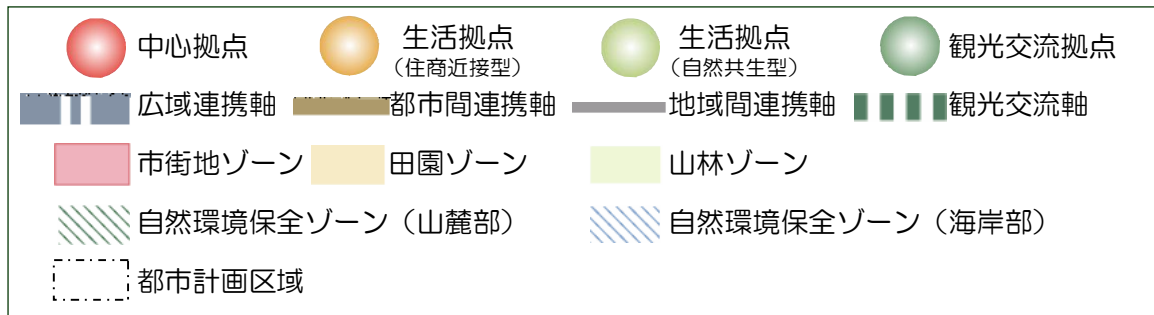 中心拠点 生活拠点 生活拠点 観光交流拠点
（住商近接型） （自然共生型）
広域連携軸 都市間連携軸 地域間連携軸 観光交流軸
市街地ゾーン 田園ゾーン 山林ゾーン
自然環境保全ゾーン（山麓部） 自然環境保全ゾーン（海岸部）
都市計画区域